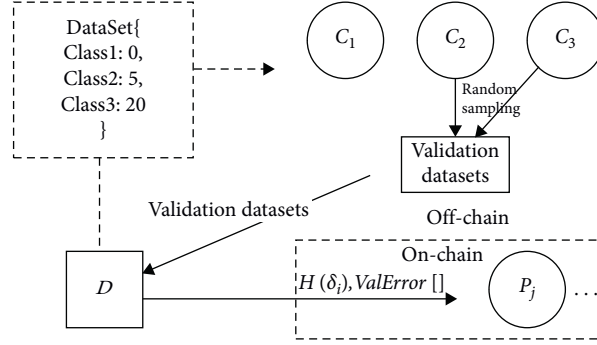 DataSet{
Class1: 0,
Class2: 5,
Class3: 20
}
C1
C2
C3
Random
sampling
Validation
datasets
Validation datasets
Off-chain
On-chain
D
H (δi), ValError []
Pj
...